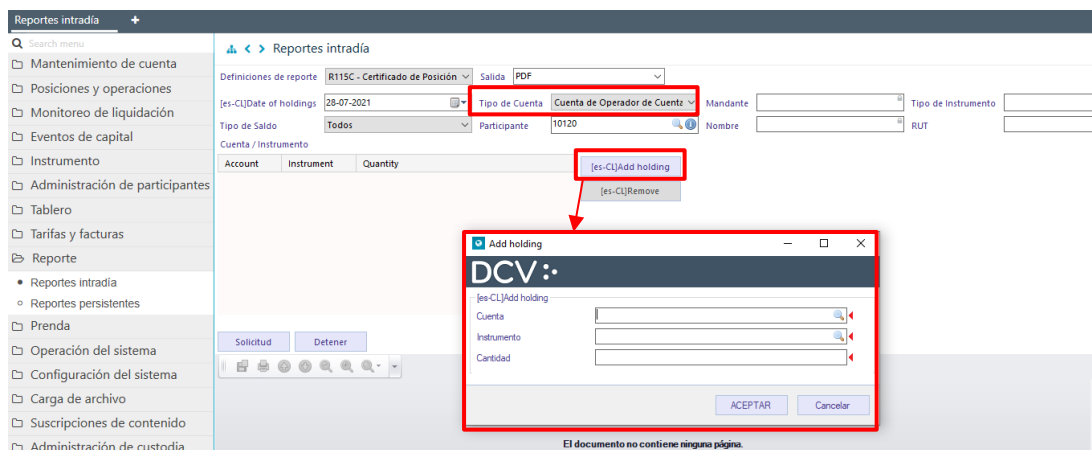 Reportes intradía +
Search menu
Mantenimiento de cuenta
Posiciones y operaciones
Monitoreo de liquidación
Eventos de capital
Instrumento
Administración de participantes
Tablero
Tarifas y facturas
Reporte
Reportes intradía
Reportes persistentes
Prenda
Operación del sistema
Configuración del sistema
Carga de archivo
Suscripciones de contenido
Administración de custodia
Reportes intradía
Definiciones de reporte R115C - Certificado de Posición Salida PDF
[es-CL]Date of holdings 28-07-2021 Tipo de Cuenta Cuenta de Operador de Cuenta Mandante Tipo de Instrumento
Tipo de Saldo Todos Participante 10120 Nombre RUT
Cuenta / Instrumento
Account Instrument Quantity [es-CL]Add holding
[es-CL]Remove
Add holding
DCV
[es-CL]Add holding
Cuenta
Instrumento
Cantidad
ACEPTAR Cancelar
Solicitud Detener
El documento no contiene ninguna página.